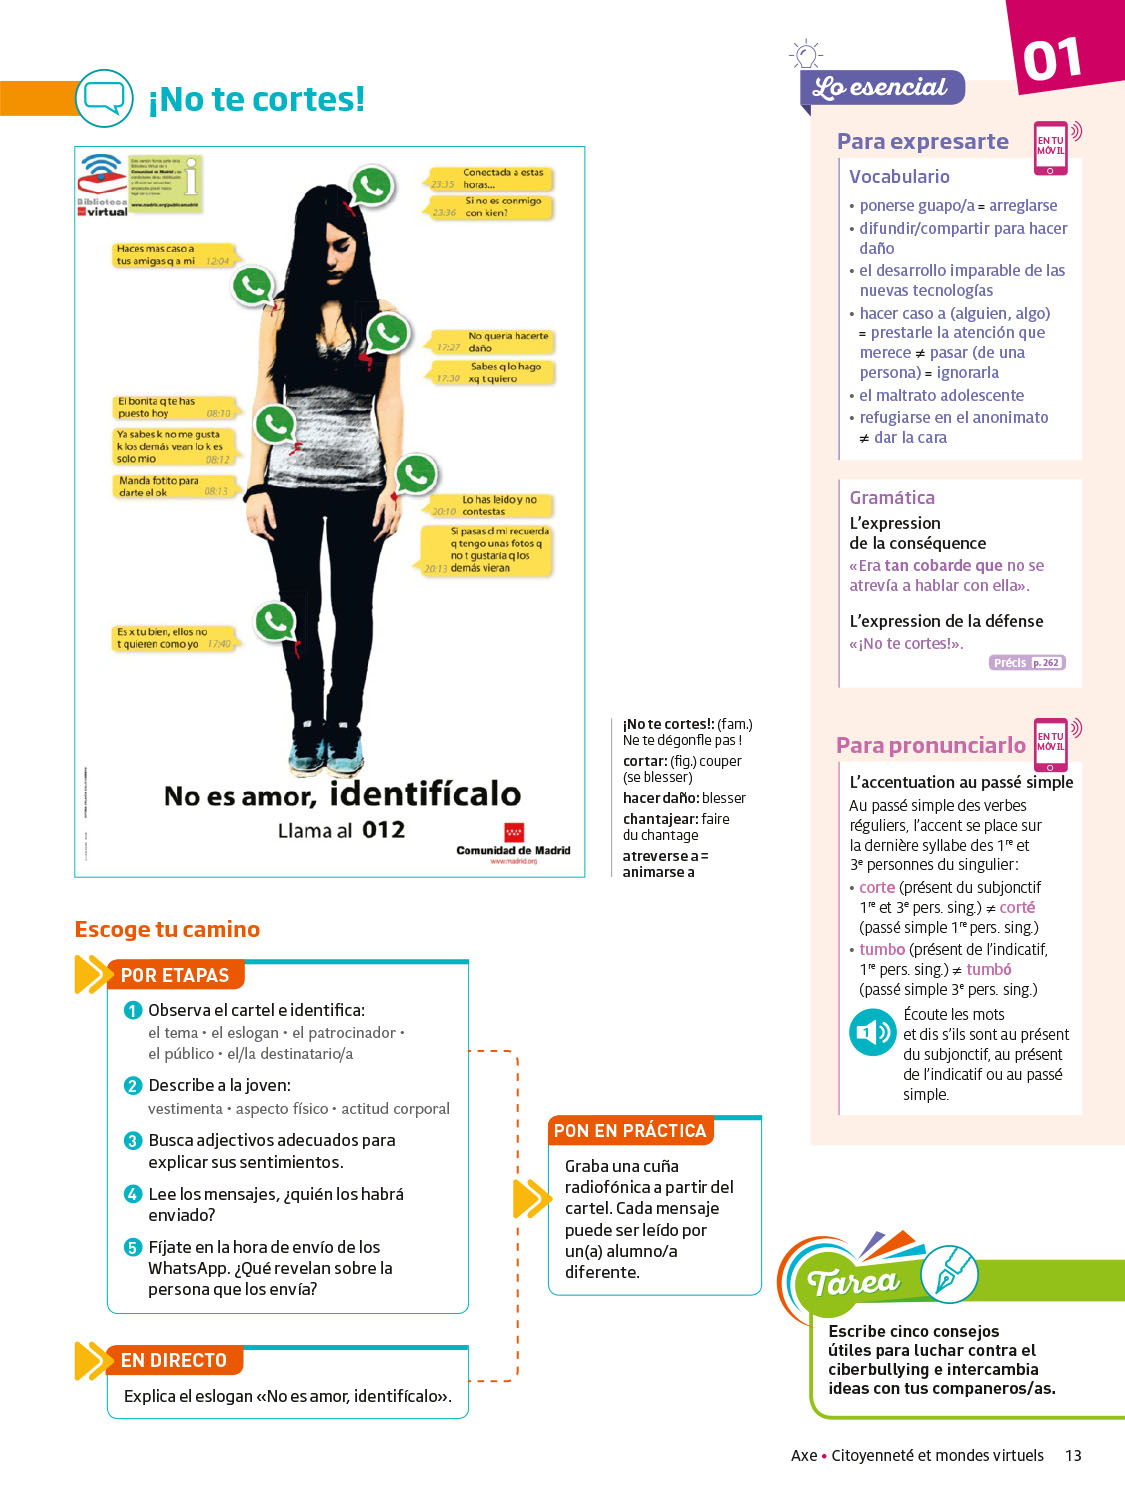 01
¡No te cortes!
Biblioteca
virtual
Comunidad de Madrid
www.madrid.org/publicamadrid
i
Conectada a estas
horas...
23:35
Si no es conmigo
con kien?
23:36
Haces mas caso a
tus amigas q a mi 12:04
No queria hacerte
daño
17:27
Sabes q lo hago
xq t quiero
17:30
El bonita q te has
puesto hoy 08:10
Ya sabes k no me gusta
k los demás vean lo k es
solo mio 08:12
Manda fotito para
darte el ok 08:13
Lo has leido y no
contestas
20:10
Si pasas d mi recuerda
q tengo unas fotos q
no t gustaría q los
demás vieran
20:13
Es x tu bien, ellos no
t quieren como yo 17:40
No es amor, identifícalo
Llama al 012
Comunidad de Madrid
www.madrid.org
¡No te cortes!: (fam.)
Ne te dégonfle pas !
cortar: (fig.) couper
(se blesser)
hacer daño: blesser
chantajear: faire
du chantage
atreverse a =
animarse a
Escoge tu camino
POR ETAPAS
1 Observa el cartel e identifica:
el tema • el eslogan • el patrocinador •
el público • el/la destinatario/a
2 Describe a la joven:
vestimenta • aspecto físico • actitud corporal
3 Busca adjectivos adecuados para
explicar sus sentimientos.
4 Lee los mensajes, ¿quién los habrá
enviado?
5 Fíjate en la hora de envío de los
WhatsApp. ¿Qué revelan sobre la
persona que los envía?
EN DIRECTO
Explica el eslogan «No es amor, identifícalo».
PON EN PRÁCTICA
Graba una cuña
radiofónica a partir del
cartel. Cada mensaje
puede ser leído por
un(a) alumno/a
diferente.
Lo esencial
Para expresarte
EN TU
MÓVIL
Vocabulario
• ponerse guapo/a = arreglarse
• difundir/compartir para hacer
daño
• el desarrollo imparable de las
nuevas tecnologías
• hacer caso a (alguien, algo)
= prestarle la atención que
merece ≠ pasar (de una
persona) = ignorarla
• el maltrato adolescente
• refugiarse en el anonimato
≠ dar la cara
Gramática
L'expression
de la conséquence
«Era tan cobarde que no se
atrevía a hablar con ella».
L'expression de la défense
«¡No te cortes!».
Précis p. 262
Para pronunciarlo
EN TU
MÓVIL
L'accentuation au passé simple
Au passé simple des verbes
réguliers, l'accent se place sur
la dernière syllabe des 1re et
3e personnes du singulier :
• corte (présent du subjonctif
1re et 3e pers. sing.) ≠ corté
(passé simple 1re pers. sing.)
• tumbo (présent de l'indicatif,
1re pers. sing.) ≠ tumbó
(passé simple 3e pers. sing.)
1
Écoute les mots
et dis s'ils sont au présent
du subjonctif, au présent
de l'indicatif ou au passé
simple.
Tarea
Escribe cinco consejos
útiles para luchar contra el
ciberbullying e intercambia
ideas con tus companeros/as.
Axe • Citoyenneté et mondes virtuels 13